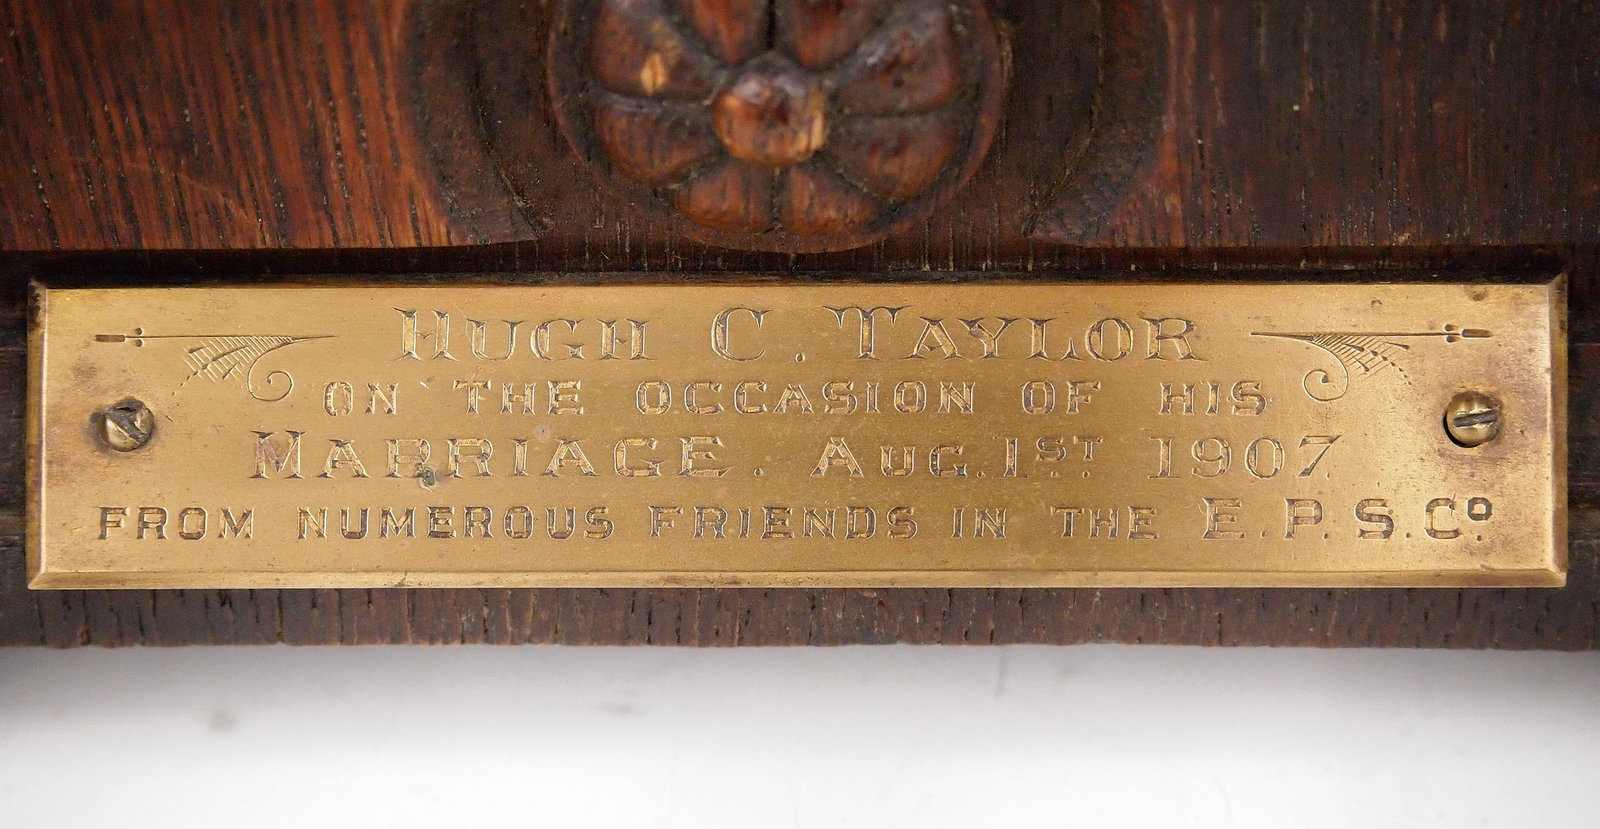 HUGH C. TAYLOR
ON THE OCCASION OF HIS
MARRIAGE. AUG. 1ST. 1907
FROM NUMEROUS FRIENDS IN THE E.P.S.Co.